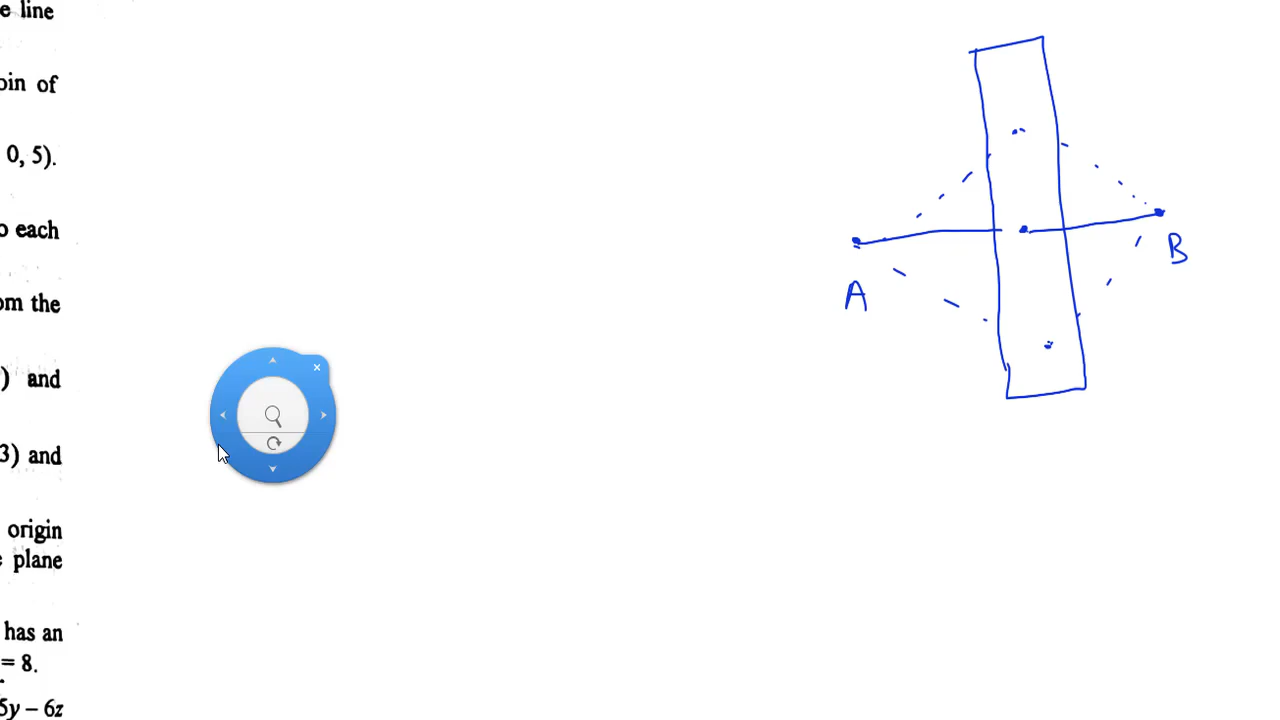 e line
oin of
0, 5).
o each
om the
) and
3) and
origin
plane
has an
= 8.
5y – 6z
A
B